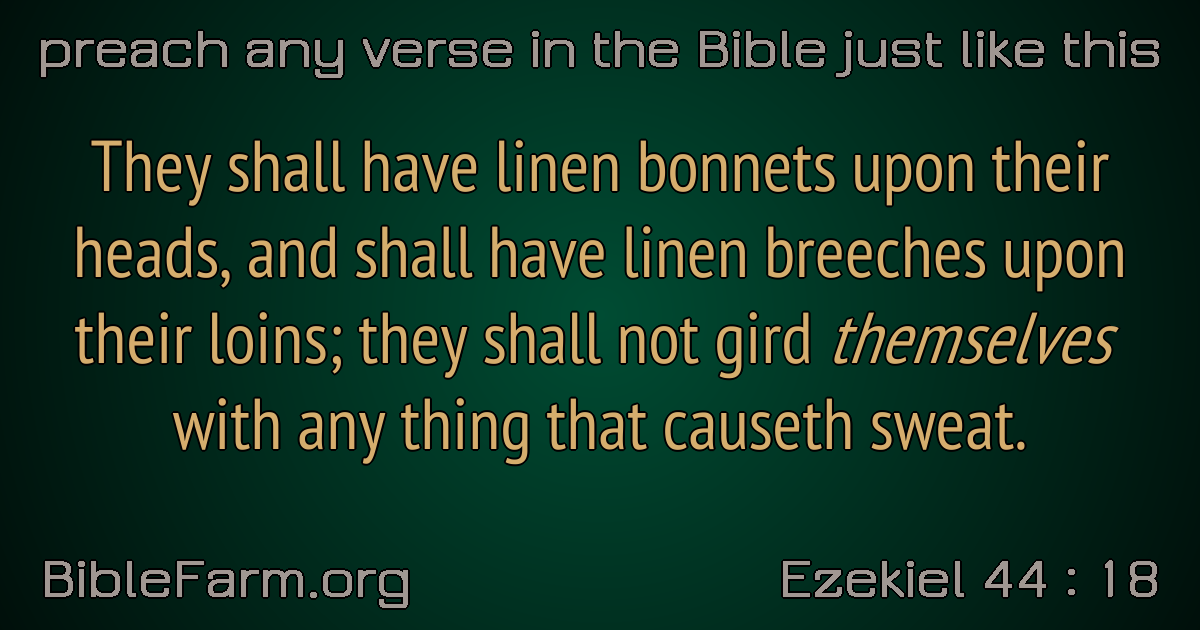 preach any verse in the Bible just like this
They shall have linen bonnets upon their
heads, and shall have linen breeches upon
their loins; they shall not gird themselves
with any thing that causeth sweat.
BibleFarm.org
Ezekiel 44 : 18